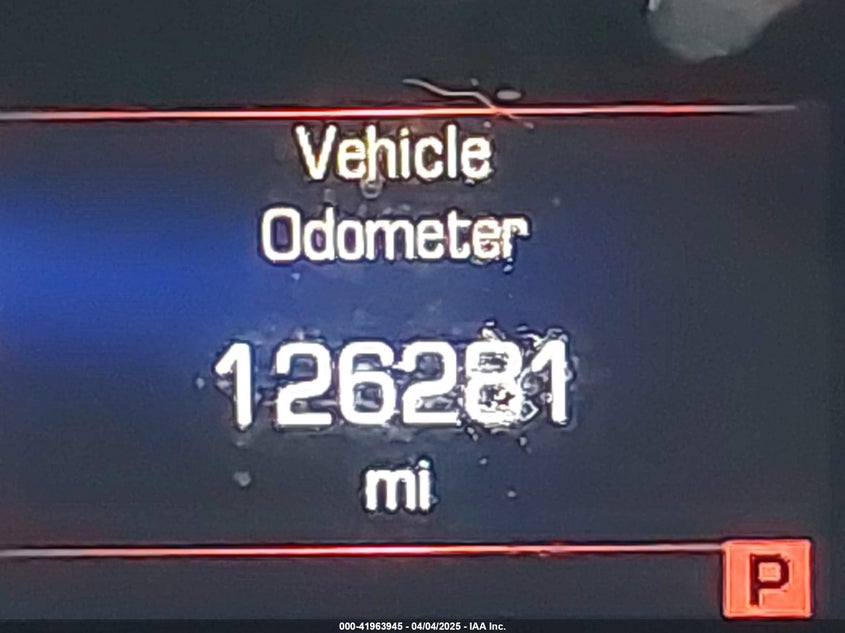 Vehicle
Odometer
126281
mi
P
000-41963945 - 04/04/2025 - IAA Inc.